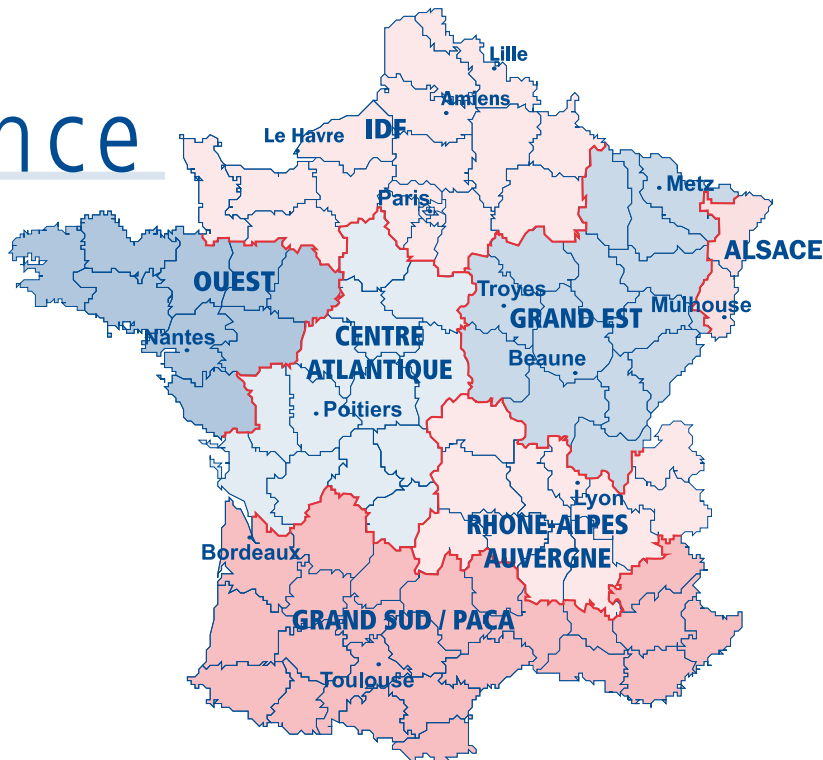 nce
Lille
Amiens
Le Havre
IDF
Paris
Metz
ALSACE
OUEST
Troyes
GRAND EST
Mulhouse
Nantes
CENTRE
ATLANTIQUE
Beaune
Poitiers
Lyon
RHONE-ALPES
AUVERGNE
Bordeaux
GRAND SUD / PACA
Toulouse